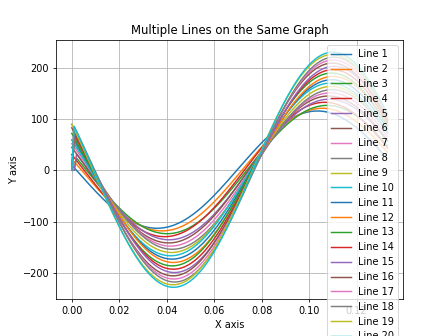 Multiple Lines on the Same Graph
Y axis
200
100
0
−100
−200
0.00
0.02
0.04
0.06
0.08
0.10
X axis
Line 1
Line 2
Line 3
Line 4
Line 5
Line 6
Line 7
Line 8
Line 9
Line 10
Line 11
Line 12
Line 13
Line 14
Line 15
Line 16
Line 17
Line 18
Line 19
Line 20